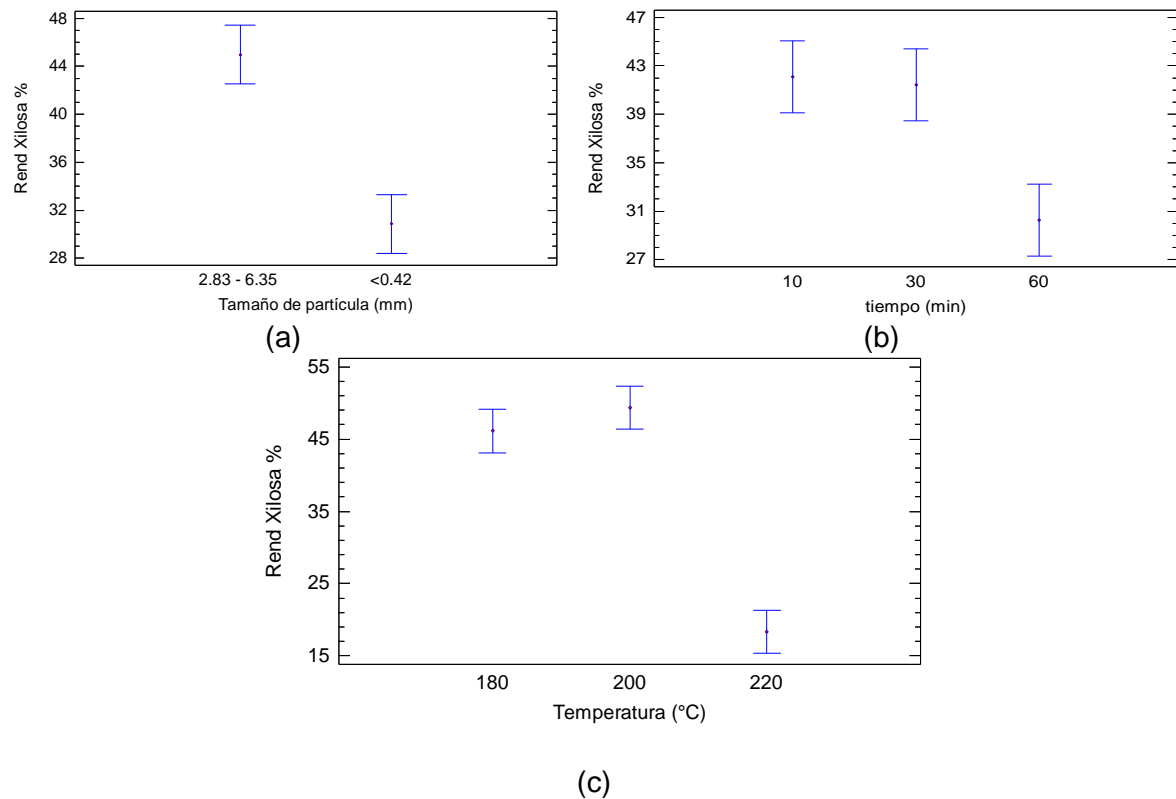 Rend Xilosa %
48
44
40
36
32
28
2.83 - 6.35 <0.42
Tamaño de partícula (mm)
(a)
Rend Xilosa %
47
43
39
35
31
27
10 30 60
tiempo (min)
(b)
Rend Xilosa %
55
45
35
25
15
180 200 220
Temperatura (°C)
(c)